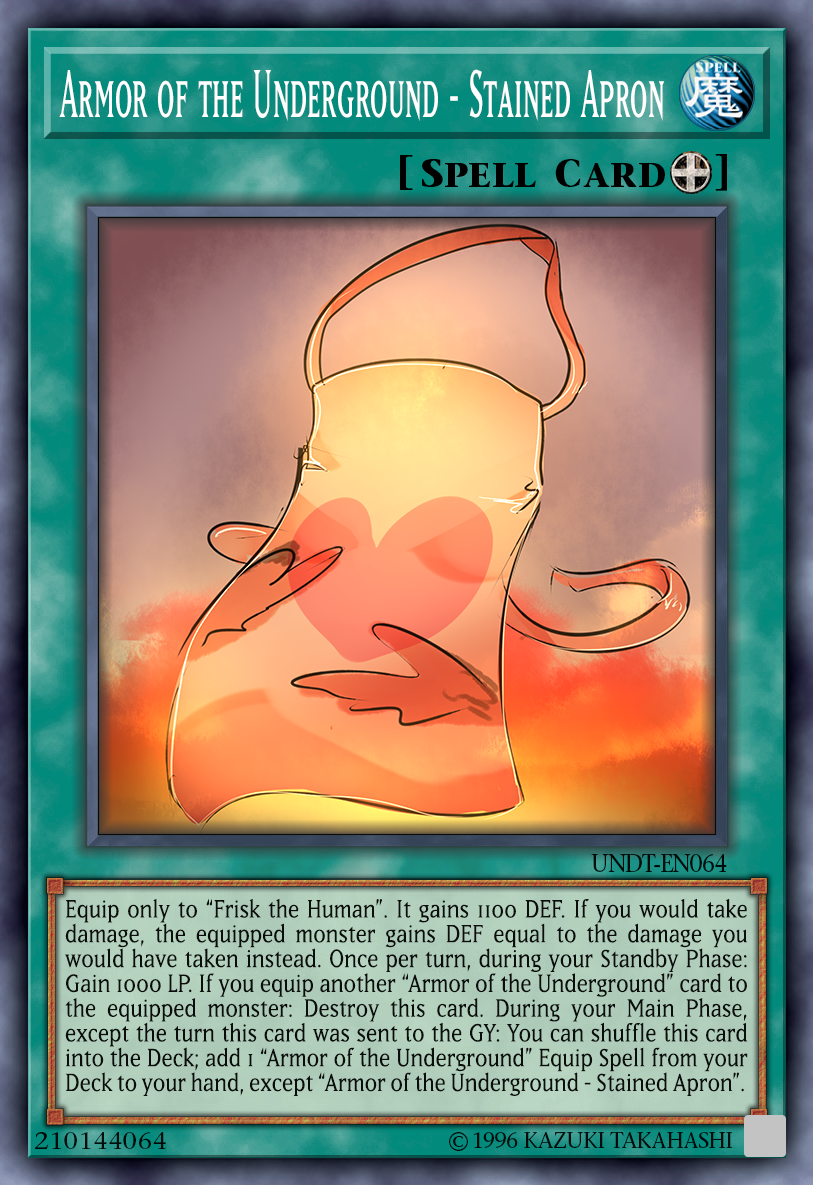 Armor of the Underground - Stained Apron
SPELL
魔
[Spell Card]
UNDT-EN064
Equip only to “Frisk the Human”. It gains 1100 DEF. If you would take
damage, the equipped monster gains DEF equal to the damage you
would have taken instead. Once per turn, during your Standby Phase:
Gain 1000 LP. If you equip another “Armor of the Underground” card to
the equipped monster: Destroy this card. During your Main Phase,
except the turn this card was sent to the GY: You can shuffle this card
into the Deck; add 1 “Armor of the Underground” Equip Spell from your
Deck to your hand, except “Armor of the Underground - Stained Apron”.
210144064
© 1996 KAZUKI TAKAHASHI